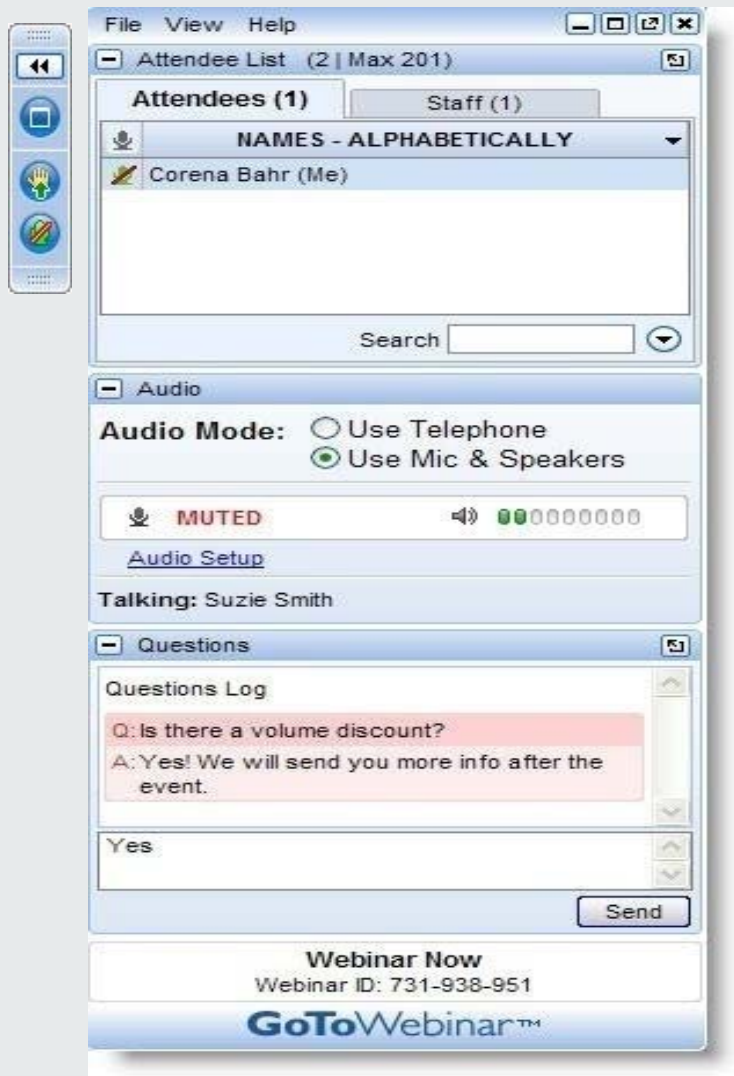 File View Help
Attendee List (2 | Max 201)
Attendees (1) Staff (1)
NAMES - ALPHABETICALLY
Corena Bahr (Me)
Search
Audio
Audio Mode: Use Telephone
Use Mic & Speakers
MUTED
Audio Setup
Talking: Suzie Smith
Questions
Questions Log
Q: Is there a volume discount?
A: Yes! We will send you more info after the
event.
Yes
Send
Webinar Now
Webinar ID: 731-938-951
GoToWebinar™